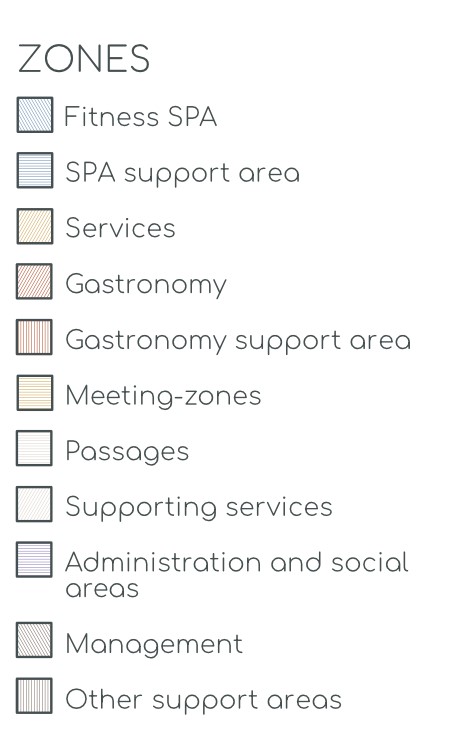 ZONES
Fitness SPA
SPA support area
Services
Gastronomy
Gastronomy support area
Meeting-zones
Passages
Supporting services
Administration and social
areas
Management
Other support areas